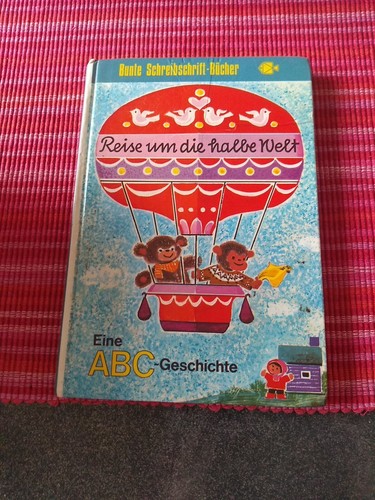 Bunte Schreibschrift-Bücher
Reise um die halbe Welt
Eine
ABC-Geschichte